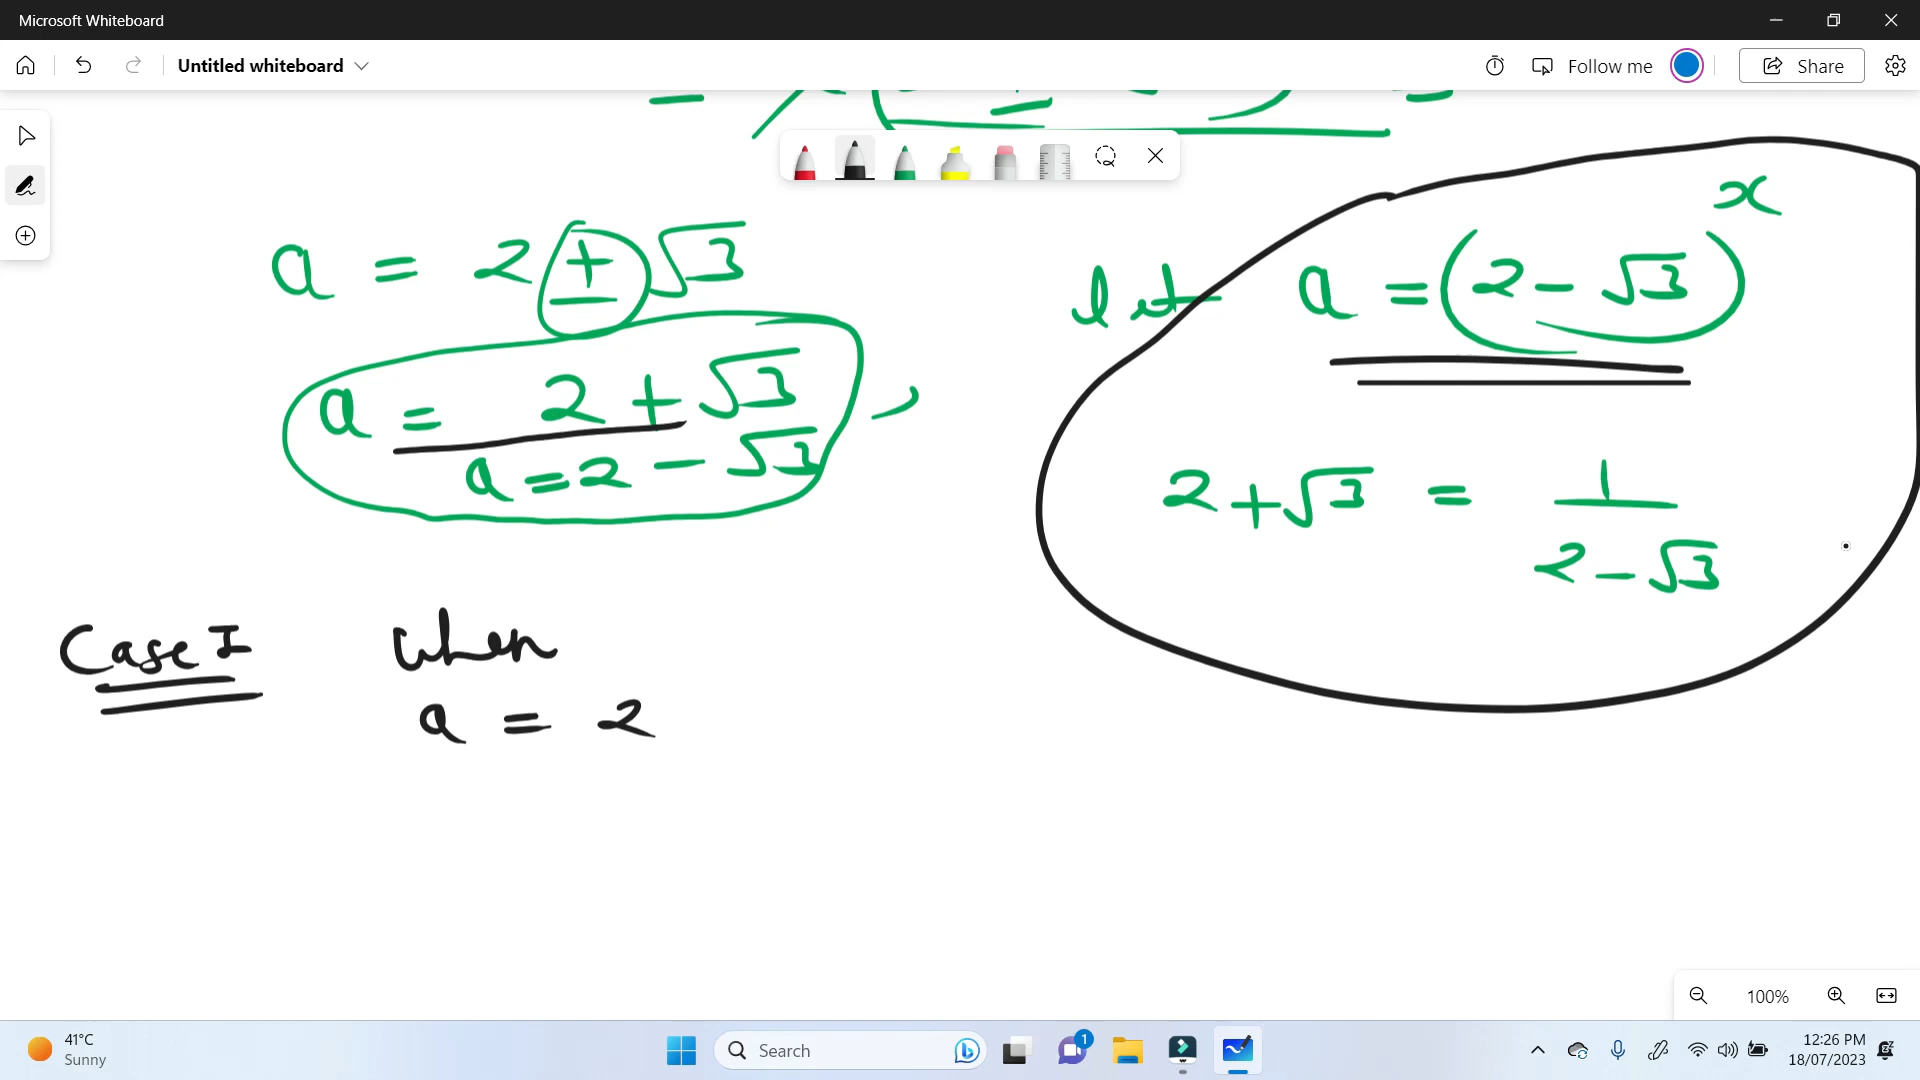 Microsoft Whiteboard
Untitled whiteboard
Follow me
Share
a = 2 ± √3
a = 2 + √3 ,
a = 2 - √3
let a = (2 - √3)^x
2 + √3 = 1/(2 - √3)
Case I when
a = 2
100%
41°C
Sunny
Search
1
12:26 PM
18/07/2023